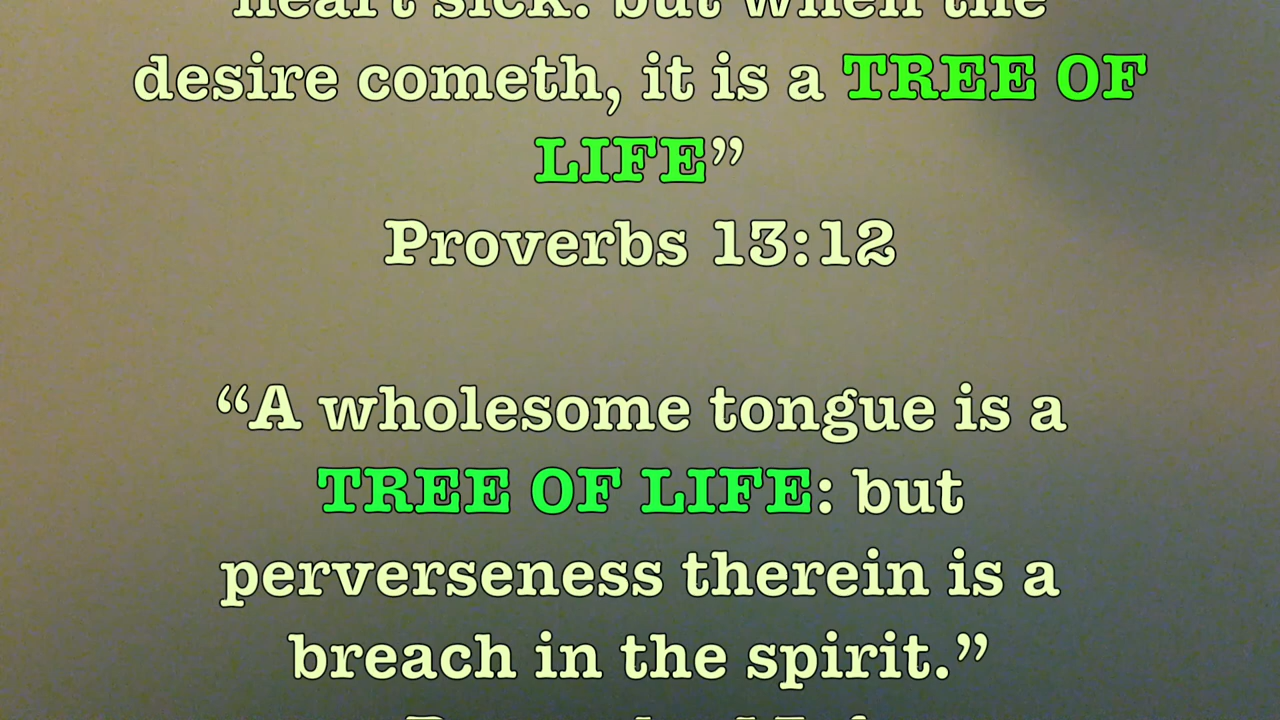 heart sick: but when the
desire cometh, it is a TREE OF
LIFE”
Proverbs 13:12
“A wholesome tongue is a
TREE OF LIFE: but
perverseness therein is a
breach in the spirit.”